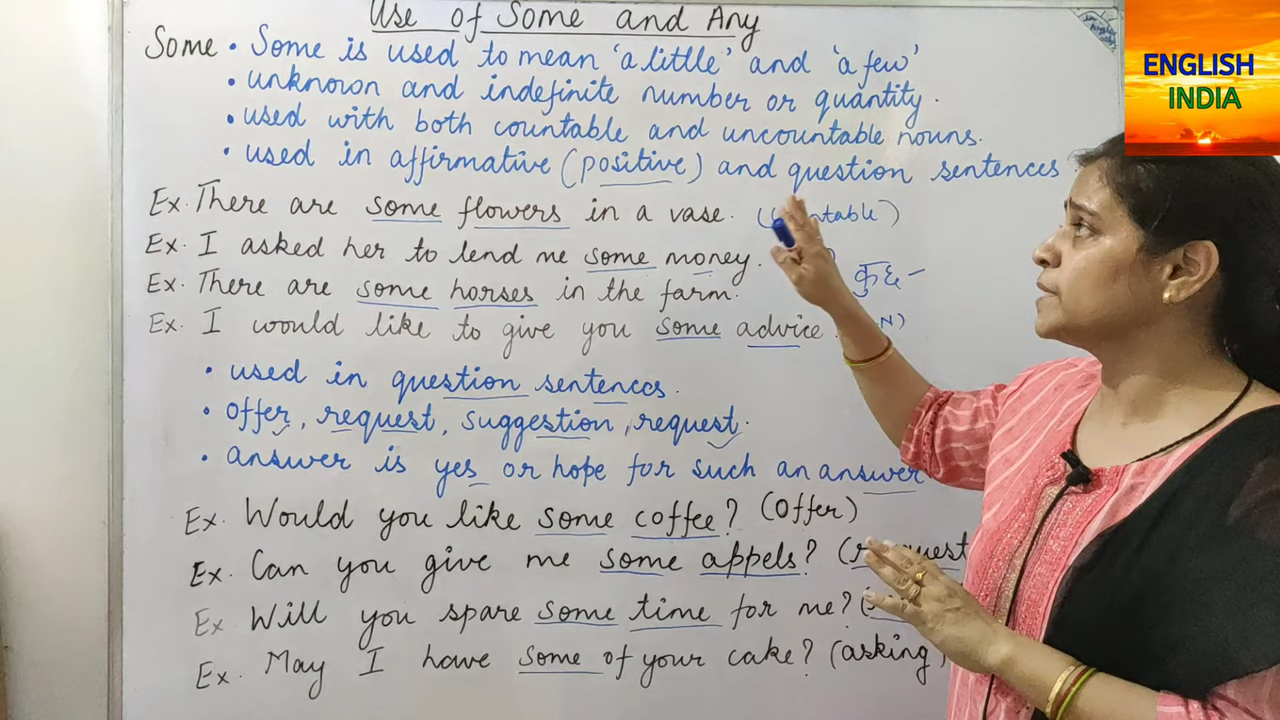 Use of Some and Any
ENGLISH
INDIA
Some • Some is used to mean 'a little' and 'a few'
• unknown and indefinite number or quantity.
• used with both countable and uncountable nouns.
• used in affirmative (positive) and question sentences
Ex. There are some flowers in a vase.
Ex. I asked her to lend me some money.
Ex. There are some horses in the farm.
कुछ-
Ex. I would like to give you some advice.
• used in question sentences.
• offer, request, suggestion, request.
• answer is yes or hope for such an answer
Ex. Would you like some coffee? (Offer)
Ex. Can you give me some appels?
Ex. Will you spare some time for me?
Ex. May I have some of your cake? (asking)